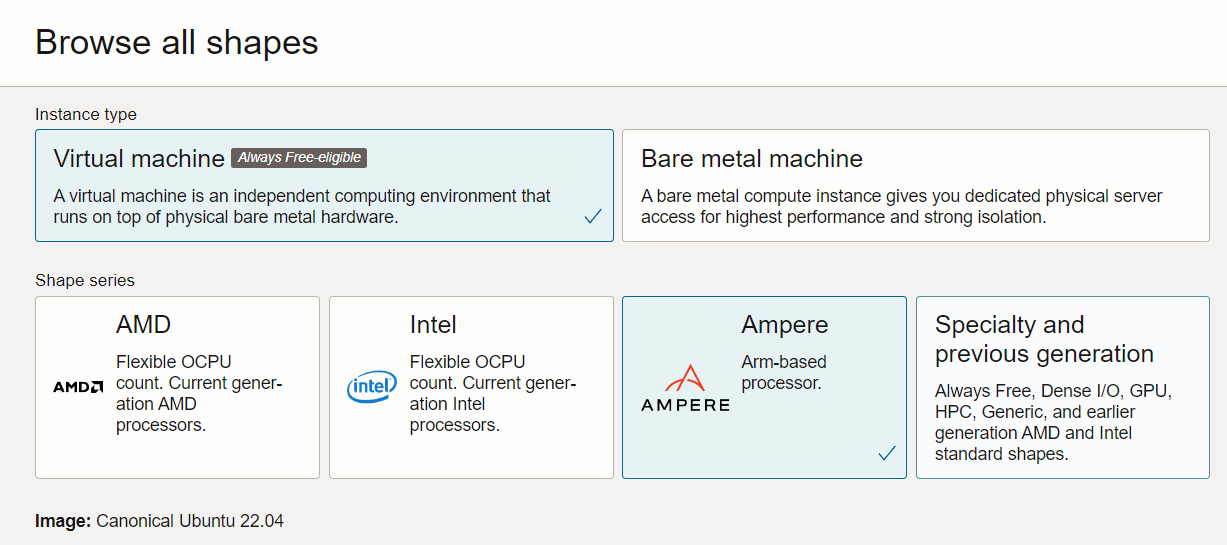 Browse all shapes
Instance type
Virtual machine Always Free-eligible
A virtual machine is an independent computing environment that
runs on top of physical bare metal hardware.
Bare metal machine
A bare metal compute instance gives you dedicated physical server
access for highest performance and strong isolation.
Shape series
AMD
AMD
Flexible OCPU
count. Current gener-
ation AMD
processors.
Intel
intel
Flexible OCPU
count. Current gener-
ation Intel
processors.
Ampere
AMPERE
Arm-based
processor.
Specialty and
previous generation
Always Free, Dense I/O, GPU,
HPC, Generic, and earlier
generation AMD and Intel
standard shapes.
Image: Canonical Ubuntu 22.04